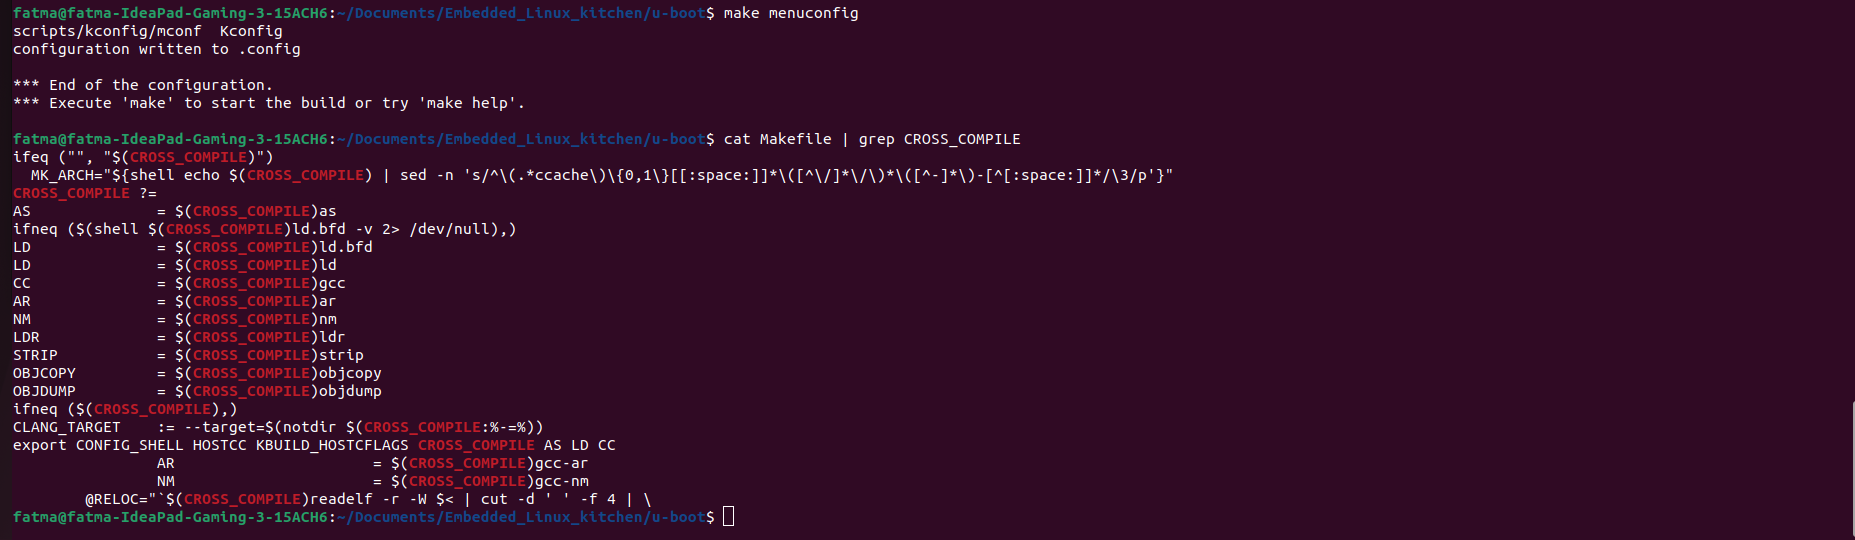 fatma@fatma-IdeaPad-Gaming-3-15ACH6:~/Documents/Embedded_Linux_kitchen/u-boot$ make menuconfig
scripts/kconfig/mconf  Kconfig
configuration written to .config

*** End of the configuration.
*** Execute 'make' to start the build or try 'make help'.

fatma@fatma-IdeaPad-Gaming-3-15ACH6:~/Documents/Embedded_Linux_kitchen/u-boot$ cat Makefile | grep CROSS_COMPILE
ifeq ("", "$(CROSS_COMPILE)")
  MK_ARCH="${shell echo $(CROSS_COMPILE) | sed -n 's/^\(.*ccache\)\{0,1\}[[:space:]]*\([^\/]*\/\)*\([^-]*\)-[^[:space:]]*/\3/p'}"
CROSS_COMPILE ?=
AS              = $(CROSS_COMPILE)as
ifneq ($(shell $(CROSS_COMPILE)ld.bfd -v 2> /dev/null),)
LD              = $(CROSS_COMPILE)ld.bfd
LD              = $(CROSS_COMPILE)ld
CC              = $(CROSS_COMPILE)gcc
AR              = $(CROSS_COMPILE)ar
NM              = $(CROSS_COMPILE)nm
LDR             = $(CROSS_COMPILE)ldr
STRIP           = $(CROSS_COMPILE)strip
OBJCOPY         = $(CROSS_COMPILE)objcopy
OBJDUMP         = $(CROSS_COMPILE)objdump
ifneq ($(CROSS_COMPILE),)
CLANG_TARGET    := --target=$(notdir $(CROSS_COMPILE:%-=%))
export CONFIG_SHELL HOSTCC KBUILD_HOSTCFLAGS CROSS_COMPILE AS LD CC
                AR                      = $(CROSS_COMPILE)gcc-ar
                NM                      = $(CROSS_COMPILE)gcc-nm
        @RELOC="`$(CROSS_COMPILE)readelf -r -W $< | cut -d ' ' -f 4 | \
fatma@fatma-IdeaPad-Gaming-3-15ACH6:~/Documents/Embedded_Linux_kitchen/u-boot$